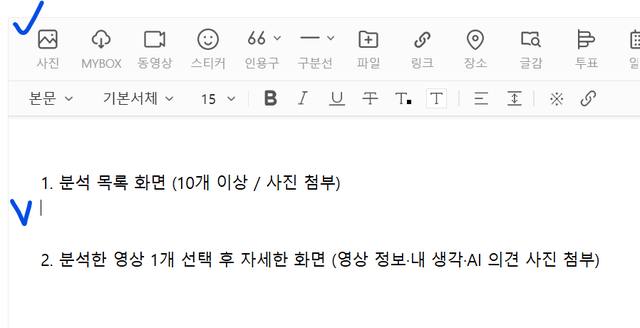 사진 MYBOX 동영상 스티커 인용구 구분선 파일 링크 장소 글감 투표
본문 기본서체 15 B I U T T. T
1. 분석 목록 화면 (10개 이상 / 사진 첨부)
2. 분석한 영상 1개 선택 후 자세한 화면 (영상 정보·내 생각·AI 의견 사진 첨부)